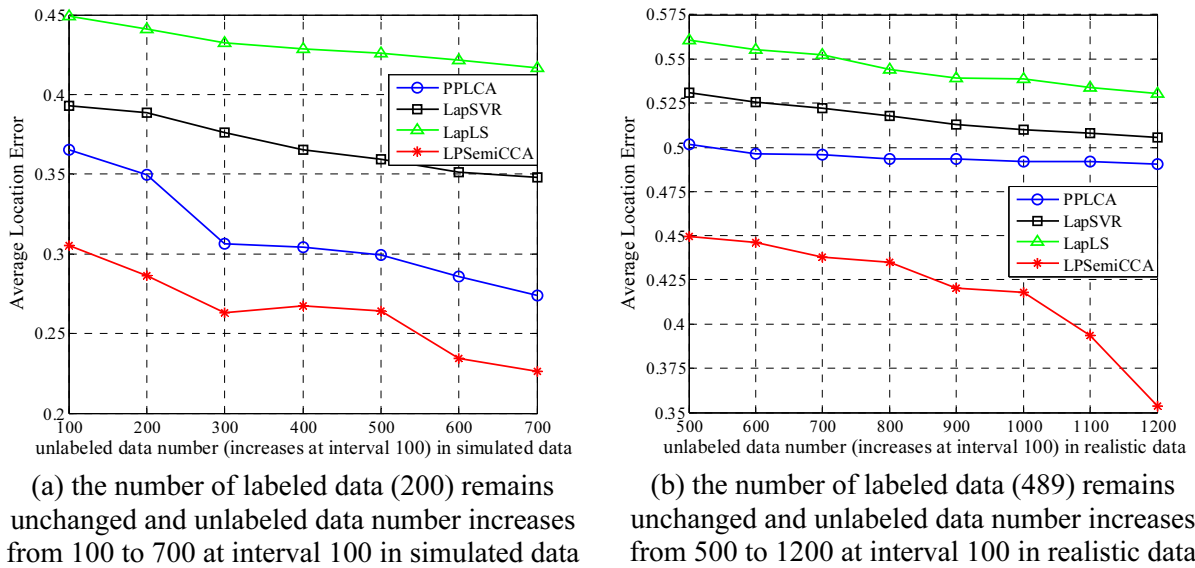 0.45
0.4
0.35
0.3
0.25
0.2
Average Location Error
PPLCA
LapSVR
LapLS
LPSemiCCA
100 200 300 400 500 600 700
unlabeled data number (increases at interval 100) in simulated data
(a) the number of labeled data (200) remains
unchanged and unlabeled data number increases
from 100 to 700 at interval 100 in simulated data
0.575
0.55
0.525
0.5
0.475
0.45
0.425
0.4
0.375
0.35
Average Location Error
PPLCA
LapSVR
LapLS
LPSemiCCA
500 600 700 800 900 1000 1100 1200
unlabeled data number (increases at interval 100) in realistic data
(b) the number of labeled data (489) remains
unchanged and unlabeled data number increases
from 500 to 1200 at interval 100 in realistic data